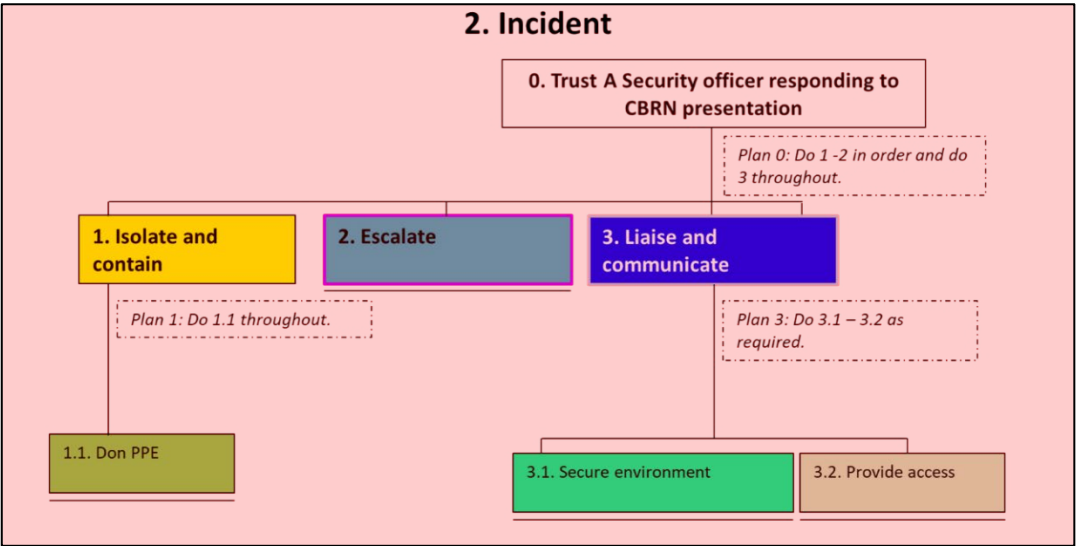 2. Incident
0. Trust A Security officer responding to
CBRN presentation
Plan 0: Do 1 -2 in order and do
3 throughout.
1. Isolate and
contain
2. Escalate
3. Liaise and
communicate
Plan 1: Do 1.1 throughout.
Plan 3: Do 3.1 – 3.2 as
required.
1.1. Don PPE
3.1. Secure environment
3.2. Provide access